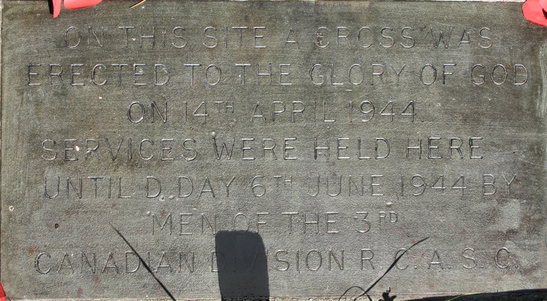 ON THIS SITE A CROSS WAS
ERECTED TO THE GLORY OF GOD
ON 14TH APRIL 1944.
SERVICES WERE HELD HERE
UNTIL D.DAY 6TH JUNE 1944 BY
MEN OF THE 3RD
CANADIAN DIVISION R.C.A.S.C.